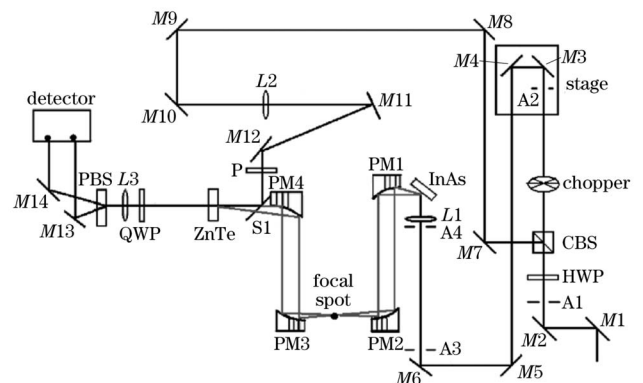 M9
M8
M4
M3
A2
stage
detector
L2
M10
M11
M12
P
PM4
PM1
InAs
chopper
PBS
L3
L1
A4
M14
M13
QWP
ZnTe
S1
M7
CBS
HWP
focal
spot
A1
PM3
PM2
A3
M2
M1
M6
M5